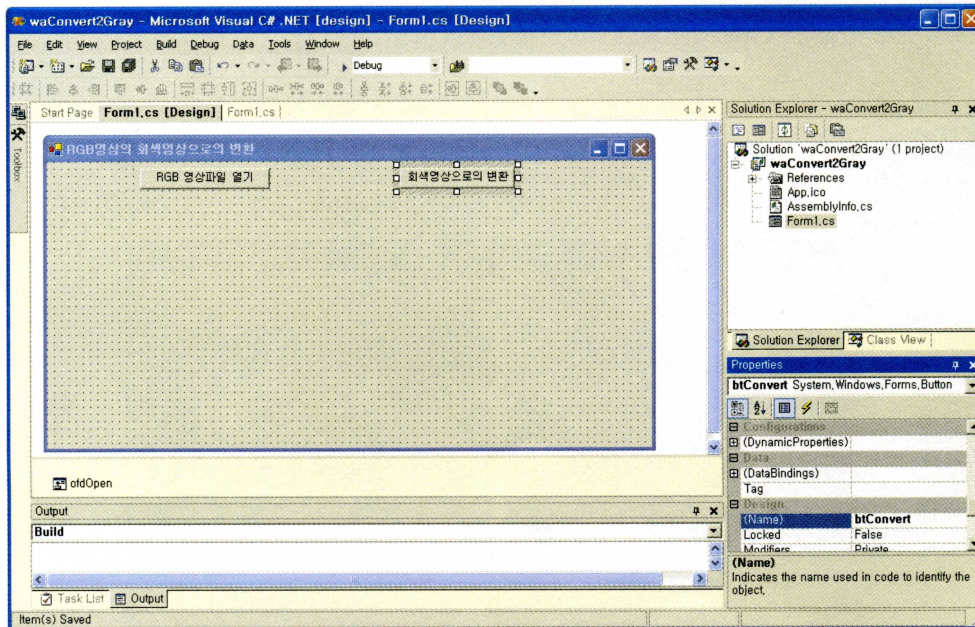 waConvert2Gray - Microsoft Visual C# .NET [design] - Form1.cs [Design]
File Edit View Project Build Debug Data Tools Window Help
Debug
Start Page Form1.cs [Design] Form1.cs
Toolbox
RGB영상의 회색영상으로의 변환
RGB 영상파일 열기
회색영상으로의 변환
ofdOpen
Output
Build
Task List Output
Item(s) Saved
Solution Explorer - waConvert2Gray
Solution 'waConvert2Gray' (1 project)
waConvert2Gray
References
App.ico
AssemblyInfo.cs
Form1.cs
Solution Explorer Class View
Properties
btConvert System.Windows.Forms.Button
Configurations
(DynamicProperties)
Data
(DataBindings)
Tag
Design
(Name) btConvert
Locked False
Modifiers Private
(Name)
Indicates the name used in code to identify the
object.